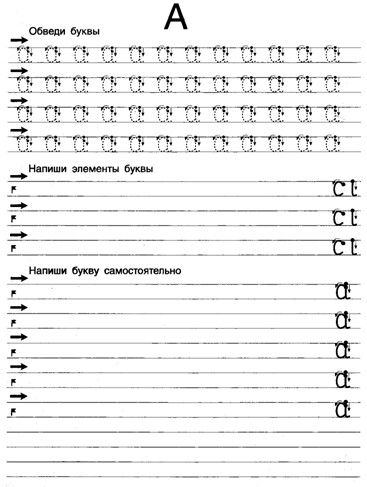 А
Обведи буквы
а а а а а а а а а а а а
а а а а а а а а а а а а
а а а а а а а а а а а а
а а а а а а а а а а а а
Напиши элементы буквы
с ι
с ι
с ι
Напиши букву самостоятельно
а
а
а
а
а